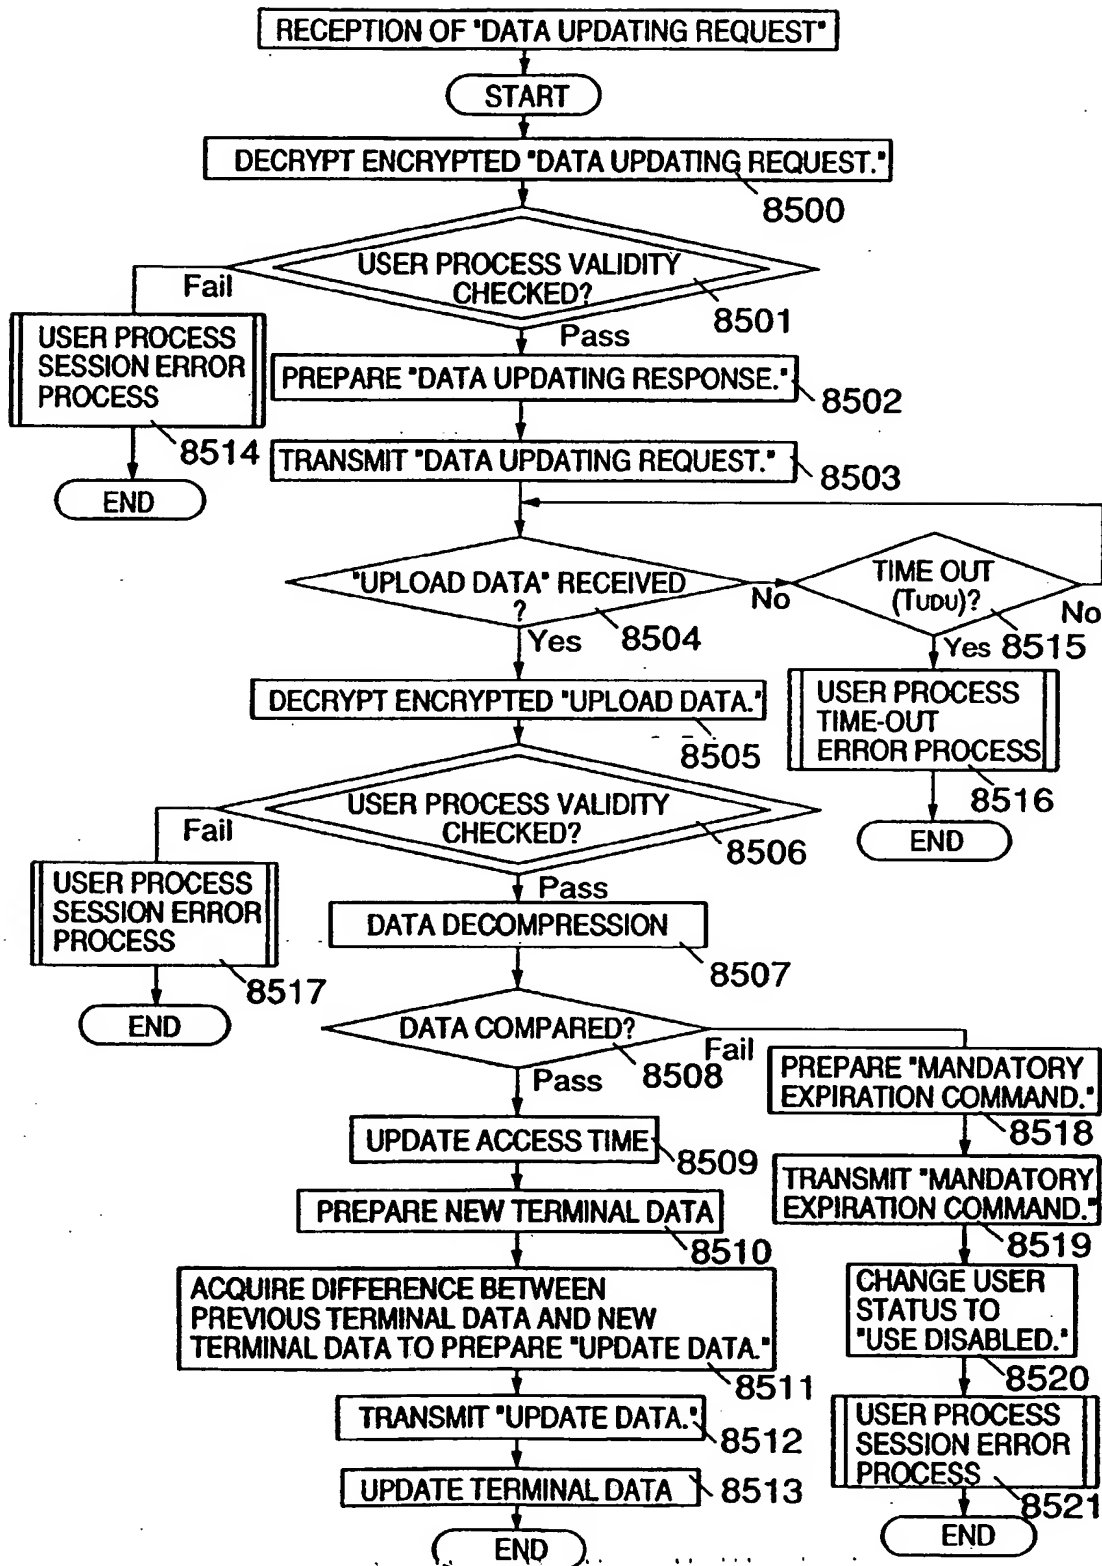 RECEPTION OF "DATA UPDATING REQUEST"
START
DECRYPT ENCRYPTED "DATA UPDATING REQUEST."
8500
USER PROCESS VALIDITY
CHECKED?
8501
Fail
Pass
USER PROCESS
SESSION ERROR
PROCESS
8514
END
PREPARE "DATA UPDATING RESPONSE."
8502
TRANSMIT "DATA UPDATING REQUEST."
8503
"UPLOAD DATA" RECEIVED
?
8504
No
Yes
TIME OUT
(TUDU)?
8515
No
Yes
USER PROCESS
TIME-OUT
ERROR PROCESS
8516
END
DECRYPT ENCRYPTED "UPLOAD DATA."
8505
USER PROCESS VALIDITY
CHECKED?
8506
Fail
Pass
USER PROCESS
SESSION ERROR
PROCESS
8517
END
DATA DECOMPRESSION
8507
DATA COMPARED?
8508
Fail
Pass
UPDATE ACCESS TIME
8509
PREPARE NEW TERMINAL DATA
8510
ACQUIRE DIFFERENCE BETWEEN
PREVIOUS TERMINAL DATA AND NEW
TERMINAL DATA TO PREPARE "UPDATE DATA."
8511
TRANSMIT "UPDATE DATA."
8512
UPDATE TERMINAL DATA
8513
END
PREPARE "MANDATORY
EXPIRATION COMMAND."
8518
TRANSMIT "MANDATORY
EXPIRATION COMMAND."
8519
CHANGE USER
STATUS TO
"USE DISABLED."
8520
USER PROCESS
SESSION ERROR
PROCESS
8521
END